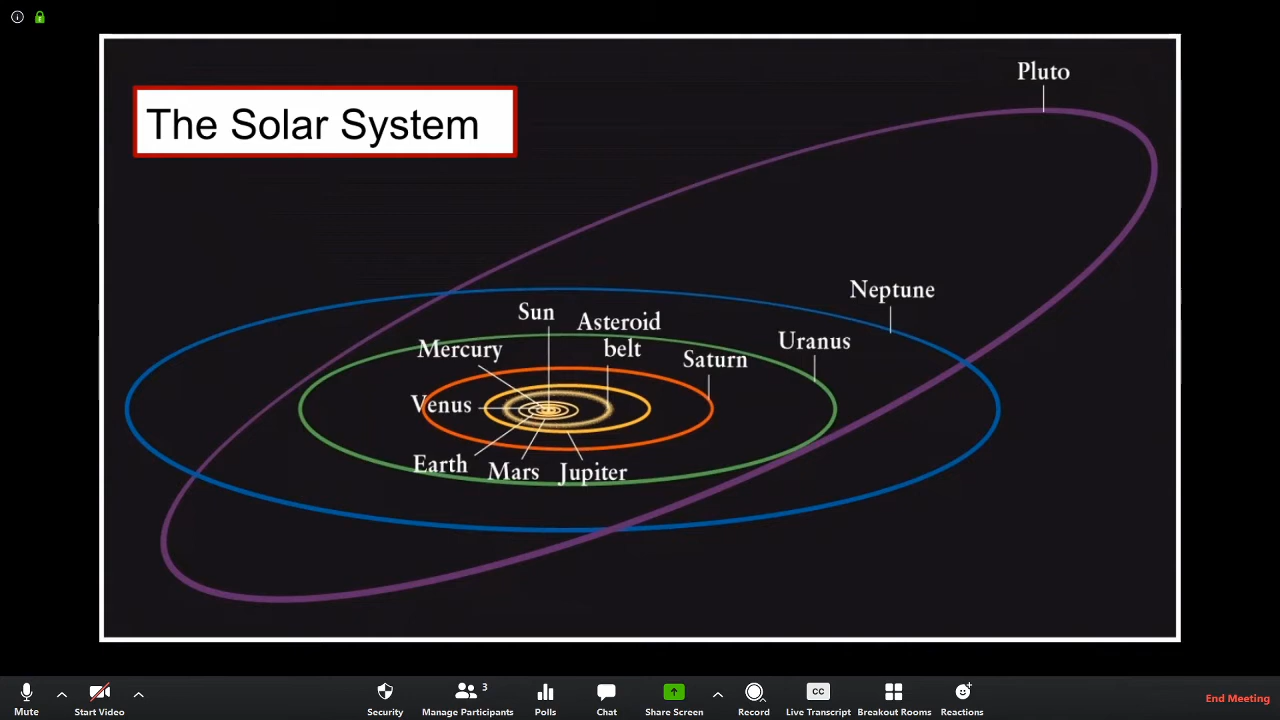 Pluto
The Solar System
Neptune
Sun
Asteroid
belt
Uranus
Mercury
Saturn
Venus
Earth
Mars
Jupiter
3
CC
Mute
Start Video
Security
Manage Participants
Polls
Chat
Share Screen
Record
Live Transcript
Breakout Rooms
Reactions
End Meeting